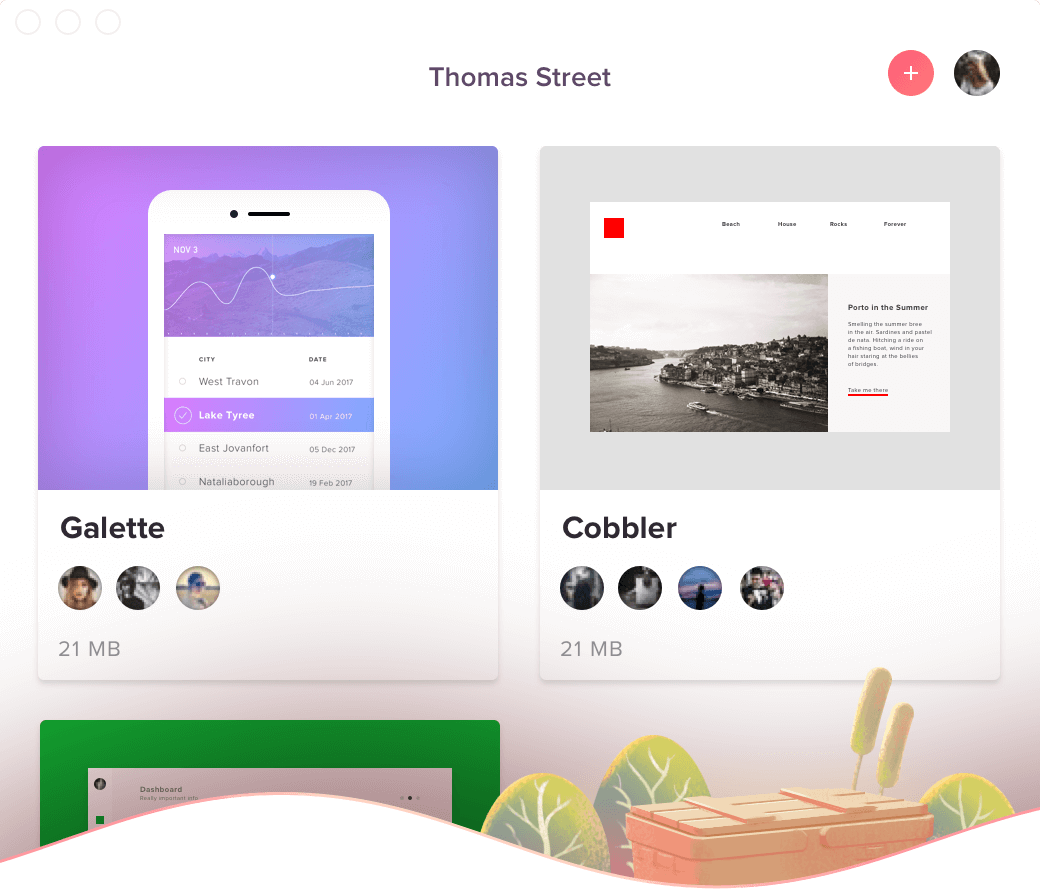 Thomas Street
NOV 3
CITY DATE
West Travon 04 Jun 2017
Lake Tyree 01 Apr 2017
East Jovanfort 05 Dec 2017
Nataliaborough 19 Feb 2017
Galette
21 MB
Beach House Rocks Forever
Porto in the Summer
Smelling the summer bree
in the air. Sardines and pastel
de nata. Hitching a ride on
a fishing boat, wind in your
hair staring at the bellies
of bridges.
Take me there
Cobbler
21 MB
Dashboard
Really important info